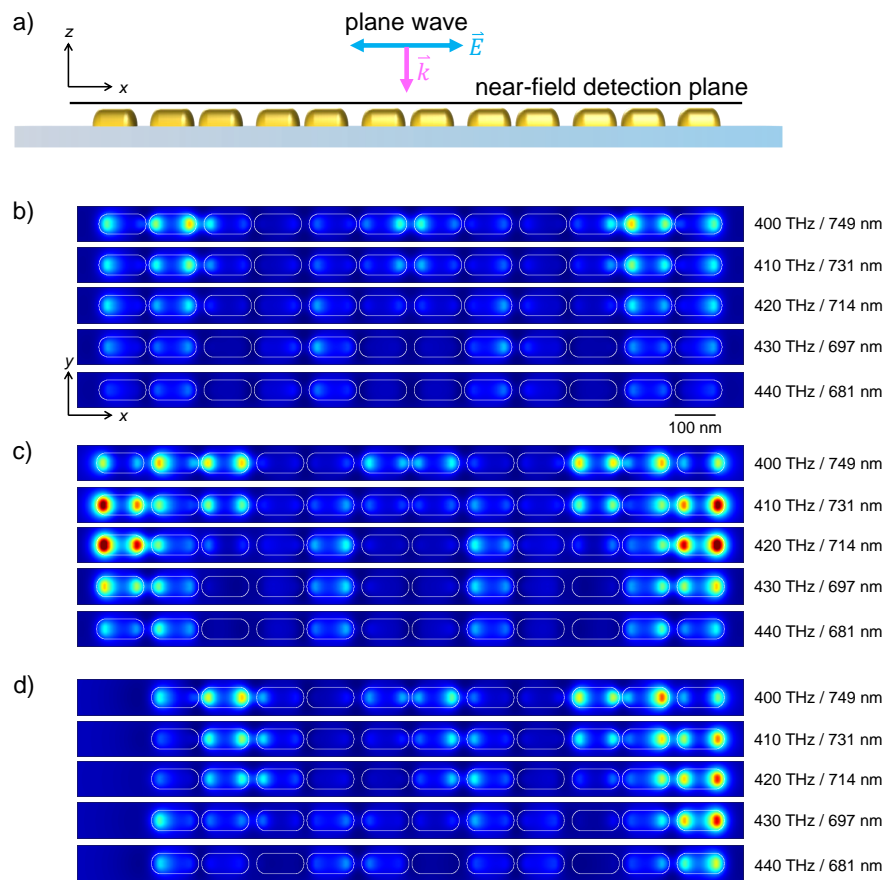 a)
z
x
plane wave
E
k
near-field detection plane
b)
400 THz / 749 nm
410 THz / 731 nm
420 THz / 714 nm
430 THz / 697 nm
440 THz / 681 nm
y
x
100 nm
c)
400 THz / 749 nm
410 THz / 731 nm
420 THz / 714 nm
430 THz / 697 nm
440 THz / 681 nm
d)
400 THz / 749 nm
410 THz / 731 nm
420 THz / 714 nm
430 THz / 697 nm
440 THz / 681 nm